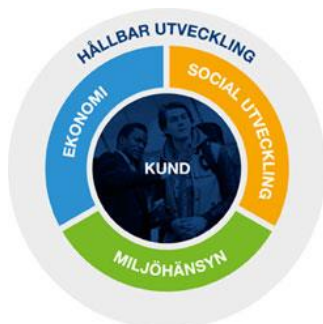 HÅLLBAR UTVECKLING
EKONOMI
SOCIAL UTVECKLING
KUND
MILJÖHÄNSYN